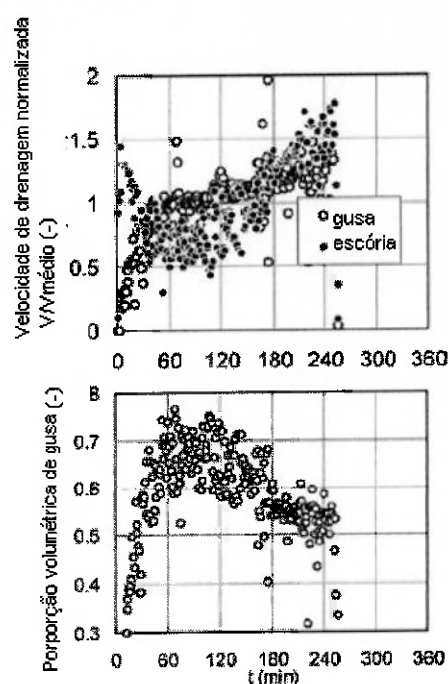 Velocidade de drenagem normalizada
V/Vmédio (-)
2
1.5
1
0.5
0
gusa
escória
0 60 120 180 240 300 360
Porporção volumétrica de gusa (-)
8
0.7
0.6
0.5
0.4
0.3
0 60 120 180 240 300 360
t (min)